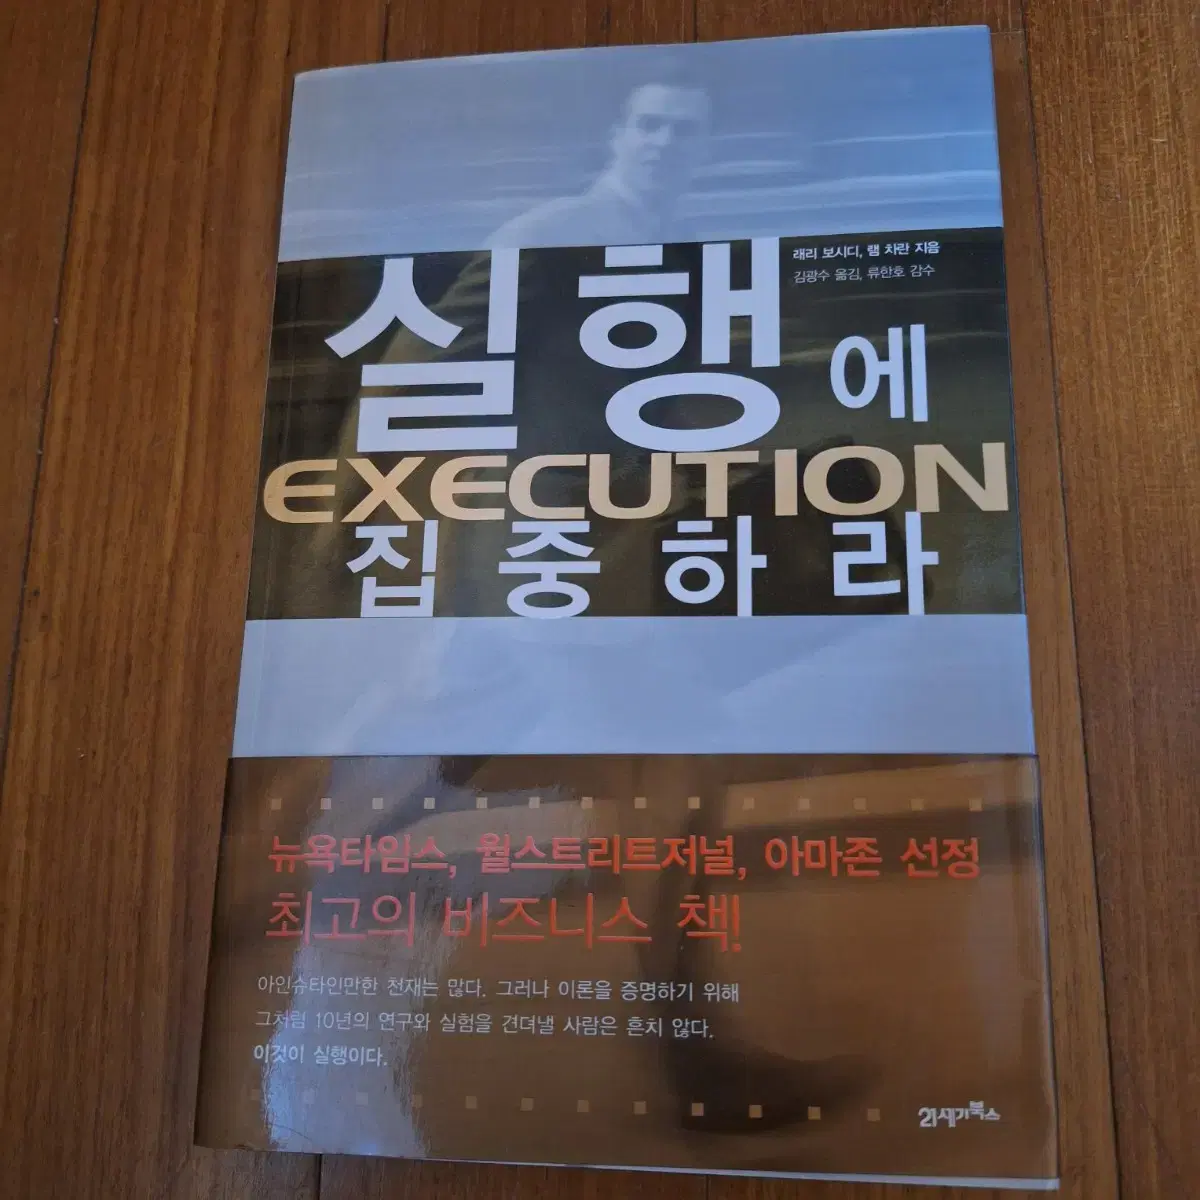 래리 보시디, 램 차란 지음
김광수 옮김, 류한호 감수
실행에
EXECUTION
집중하라
뉴욕타임스, 월스트리트저널, 아마존 선정
최고의 비즈니스 책!
아인슈타인만한 천재는 많다. 그러나 이론을 증명하기 위해
그처럼 10년의 연구와 실험을 견뎌낼 사람은 흔치 않다.
이것이 실행이다.
21세기북스